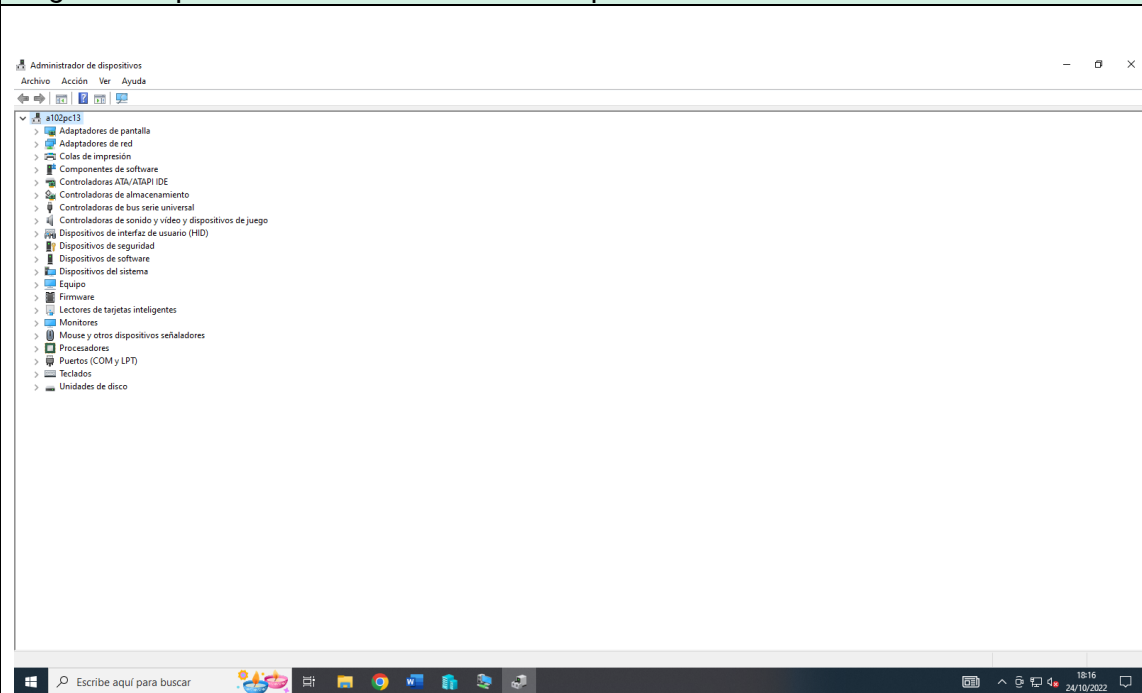 Administrador de dispositivos
Archivo Acción Ver Ayuda
a102pc13
Adaptadores de pantalla
Adaptadores de red
Colas de impresión
Componentes de software
Controladoras ATA/ATAPI IDE
Controladoras de almacenamiento
Controladoras de bus serie universal
Controladoras de sonido y vídeo y dispositivos de juego
Dispositivos de interfaz de usuario (HID)
Dispositivos de seguridad
Dispositivos de software
Dispositivos del sistema
Equipo
Firmware
Lectores de tarjetas inteligentes
Monitores
Mouse y otros dispositivos señaladores
Procesadores
Puertos (COM y LPT)
Teclados
Unidades de disco
Escribe aquí para buscar
18:16
24/10/2022